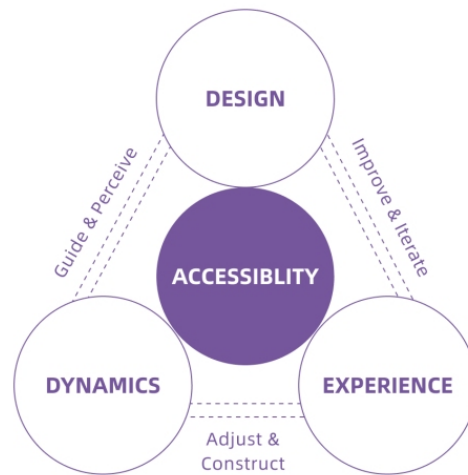 DESIGN
Guide & Perceive
Improve & Iterate
ACCESSIBLITY
DYNAMICS
EXPERIENCE
Adjust &
Construct